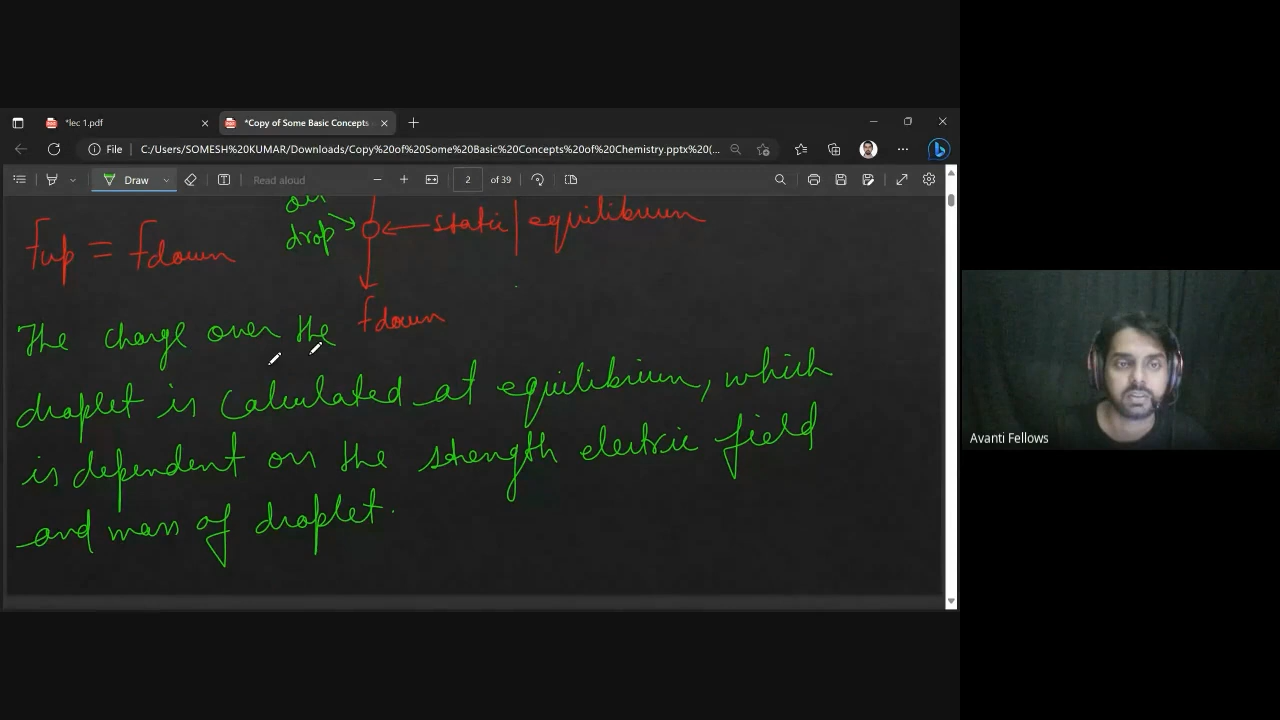 *lec 1.pdf
*Copy of Some Basic Concepts
File
C:/Users/SOMESH%20KUMAR/Downloads/Copy%20of%20Some%20Basic%20Concepts%20of%20Chemistry.pptx%20(...
Draw
Read aloud
2 of 39
oil
drop
static equilibrium
fup = fdown
fdown
The charge over the
droplet is calculated at equilibrium, which
is dependent on the strength electric field
and mass of droplet.
Avanti Fellows